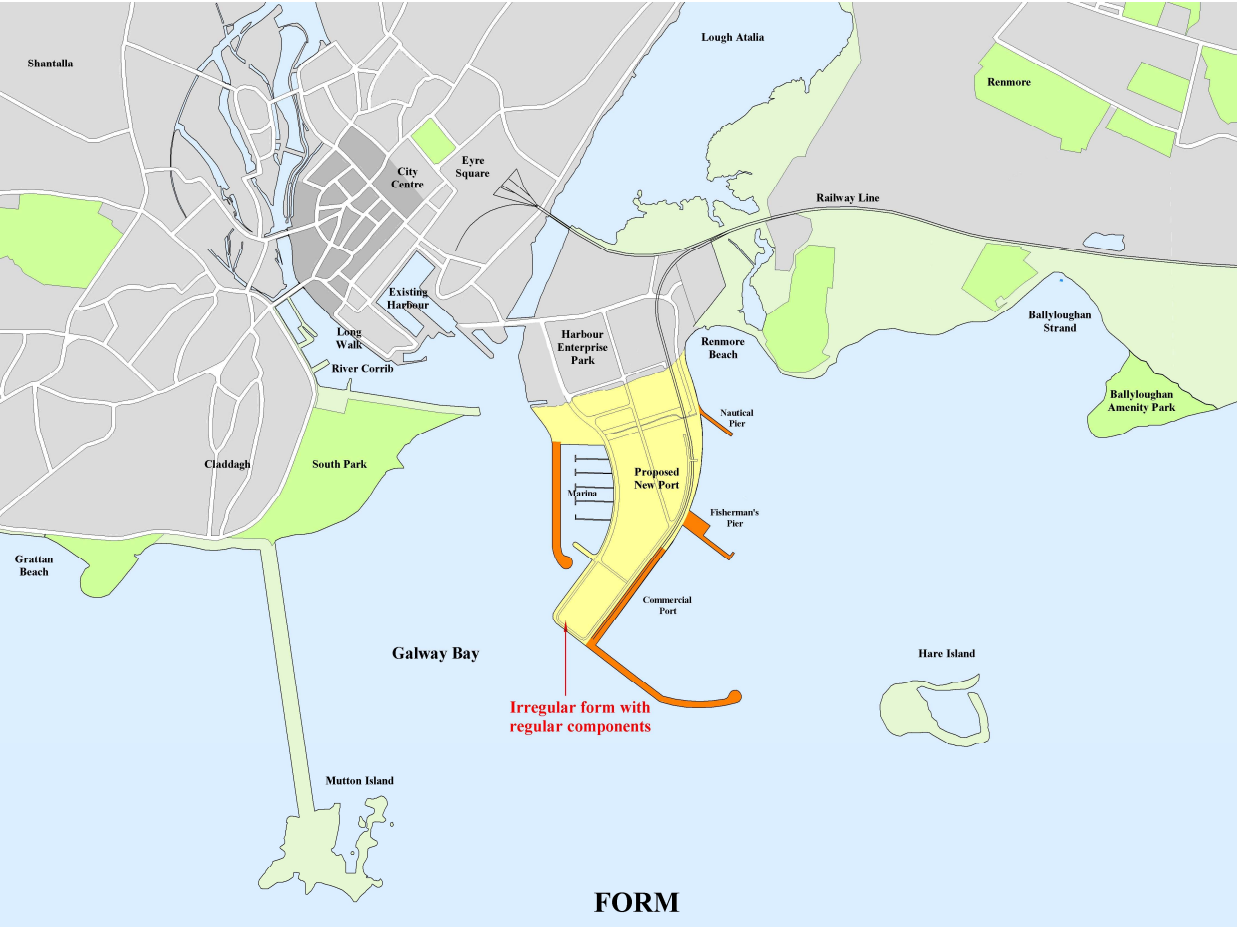 Lough Atalia
Shantalla
Renmore
Eyre
Square
City
Centre
Railway Line
Existing
Harbour
Long
Walk
River Corrib
Harbour
Enterprise
Park
Renmore
Beach
Ballyloughan
Strand
Ballyloughan
Amenity Park
Nautical
Pier
Claddagh
South Park
Proposed
New Port
Marina
Fisherman's
Pier
Grattan
Beach
Commercial
Port
Galway Bay
Hare Island
Irregular form with
regular components
Mutton Island
FORM